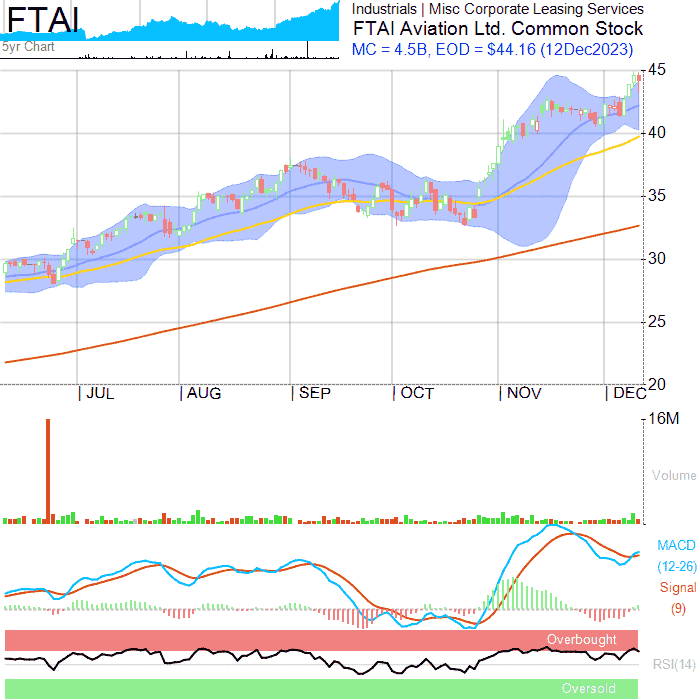 FTAI
5yr Chart
Industrials | Misc Corporate Leasing Services
FTAI Aviation Ltd. Common Stock
MC = 4.5B, EOD = $44.16 (12Dec2023)
45
40
35
30
25
20
JUL
AUG
SEP
OCT
NOV
DEC
16M
Volume
MACD
(12-26)
Signal
(9)
Overbought
RSI(14)
Oversold